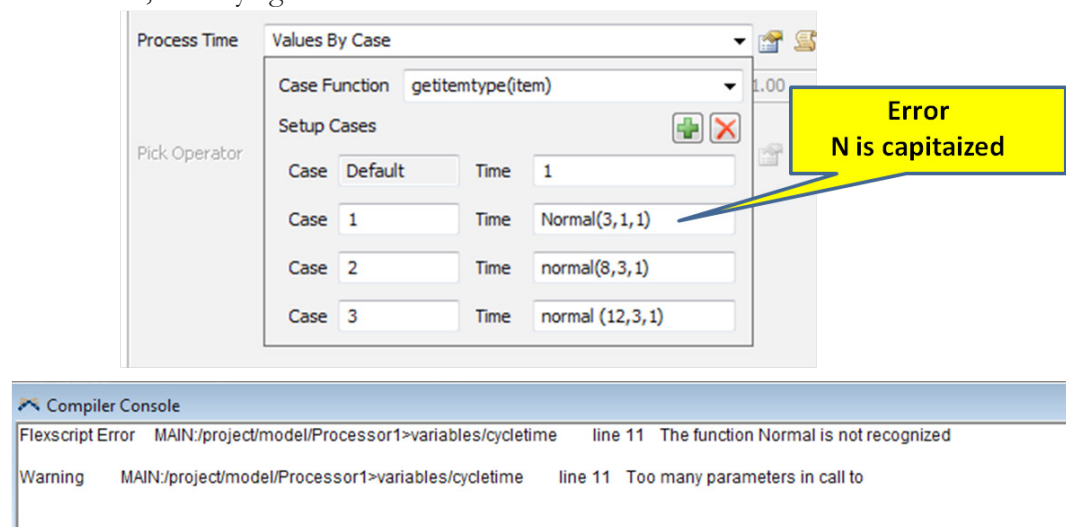 Process Time Values By Case
Case Function getitemtype(item) 1.00
Setup Cases
Pick Operator
Case Default Time 1
Case 1 Time Normal(3,1,1)
Case 2 Time normal(8,3,1)
Case 3 Time normal (12,3,1)
Error
N is capitaized
Compiler Console
Flexscript Error MAIN:/project/model/Processor1>variables/cycletime line 11 The function Normal is not recognized
Warning MAIN:/project/model/Processor1>variables/cycletime line 11 Too many parameters in call to